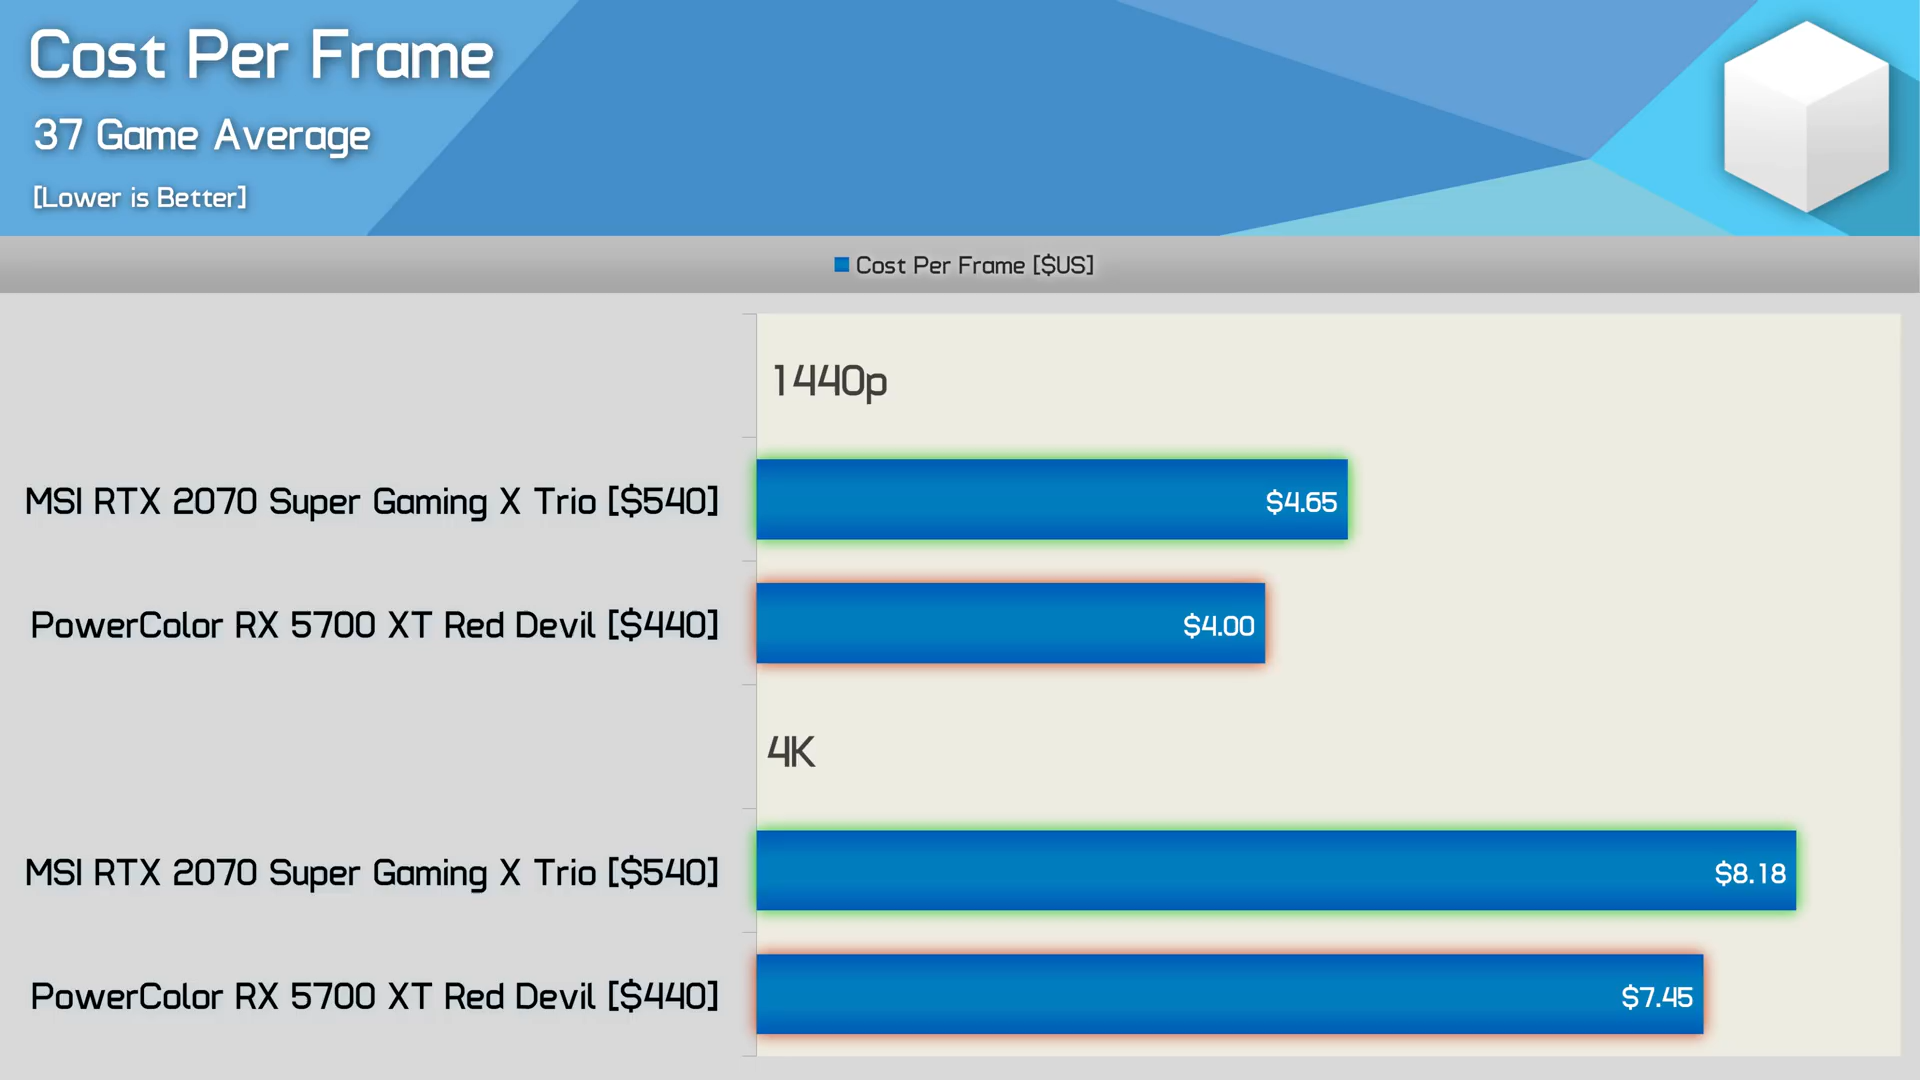 Cost Per Frame
37 Game Average
[Lower is Better]
Cost Per Frame [$US]
1440p
MSI RTX 2070 Super Gaming X Trio [$540]
$4.65
PowerColor RX 5700 XT Red Devil [$440]
$4.00
4K
MSI RTX 2070 Super Gaming X Trio [$540]
$8.18
PowerColor RX 5700 XT Red Devil [$440]
$7.45